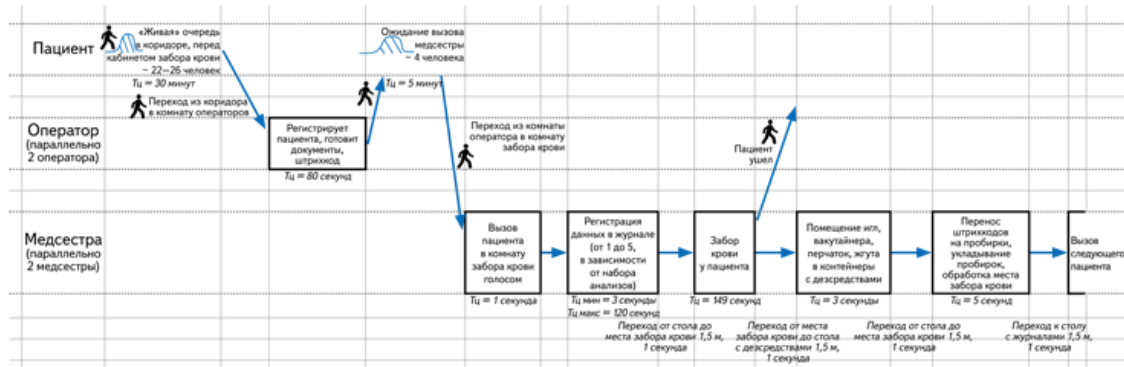 Пациент
«Живая» очередь
в коридоре, перед
кабинетом забора крови
~ 22–26 человек
Тц = 30 минут
Ожидание вызова
медсестры
~ 4 человека
Тц = 5 минут
Переход из коридора
в комнату операторов
Оператор
(параллельно
2 оператора)
Регистрирует
пациента, готовит
документы,
штрихкод
Тц = 80 секунд
Переход из комнаты
оператора в комнату
забора крови
Пациент
ушел
Медсестра
(параллельно
2 медсестры)
Вызов
пациента
в комнату
забора крови
голосом
Тц = 1 секунда
Регистрация
данных в журнале
(от 1 до 5,
в зависимости
от набора
анализов)
Тц мин = 3 секунды
Тц макс = 120 секунд
Забор
крови
у пациента
Тц = 149 секунд
Помещение игл,
вакутайнера,
перчаток, жгута
в контейнеры
с дезсредствами
Тц = 3 секунды
Перенос
штрихкодов
на пробирки,
укладывание
пробирок,
обработка места
забора крови
Тц = 5 секунд
Вызов
следующего
пациента
Переход от стола до
места забора крови 1,5 м,
1 секунда
Переход от места
забора крови до стола
с дезсредствами 1,5 м,
1 секунда
Переход от стола до
места забора крови 1,5 м,
1 секунда
Переход к столу
с журналами 1,5 м,
1 секунда